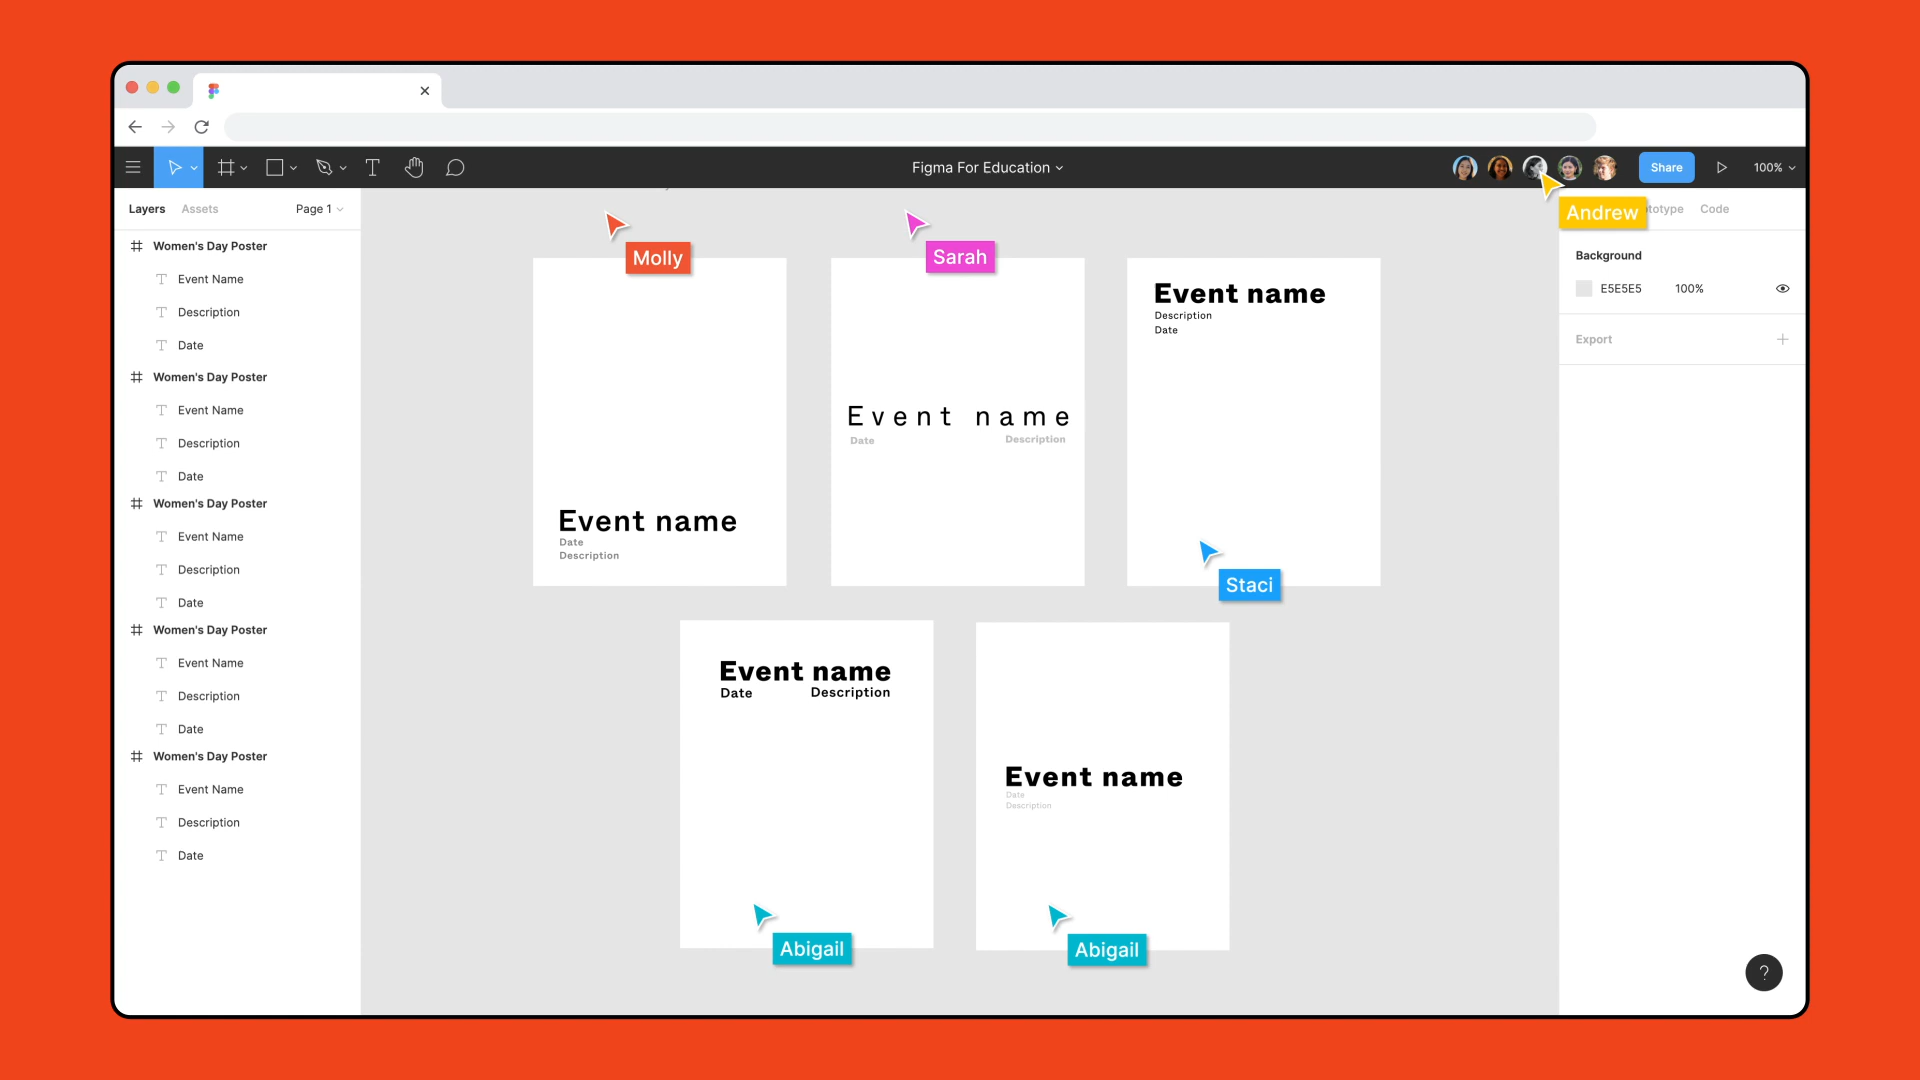 Figma For Education
Share
100%
Layers
Assets
Page 1
Women's Day Poster
Event Name
Description
Date
Women's Day Poster
Event Name
Description
Date
Women's Day Poster
Event Name
Description
Date
Women's Day Poster
Event Name
Description
Date
Women's Day Poster
Event Name
Description
Date
Molly
Event name
Date
Description
Sarah
Event name
Date
Description
Event name
Description
Date
Staci
Event name
Date
Description
Abigail
Event name
Date
Description
Abigail
Andrew
totype
Code
Background
E5E5E5
100%
Export
?